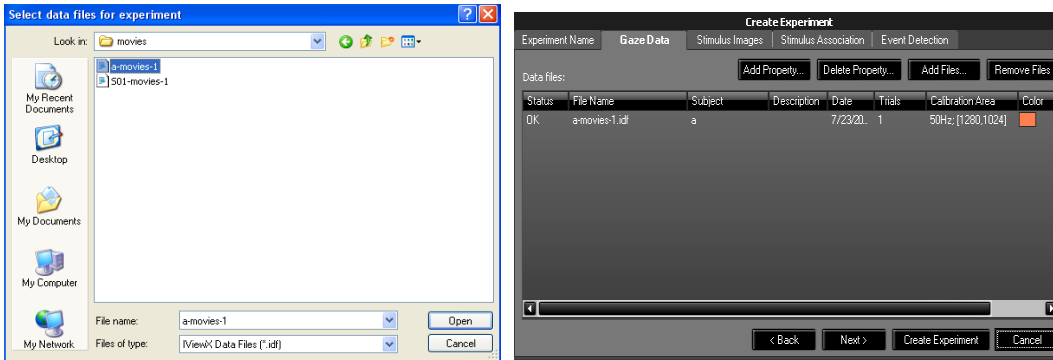 Select data files for experiment
Look in: movies
a-movies-1
501-movies-1
My Recent
Documents
Desktop
My Documents
My Computer
My Network
File name: a-movies-1 Open
Files of type: IViewX Data Files (*.idf) Cancel
Create Experiment
Experiment Name Gaze Data Stimulus Images Stimulus Association Event Detection
Data files: Add Property... Delete Property... Add Files... Remove Files
Status File Name Subject Description Date Trials Calibration Area Color
OK a-movies-1.idf a 7/23/20... 1 50Hz; [1280,1024]
< Back Next > Create Experiment Cancel